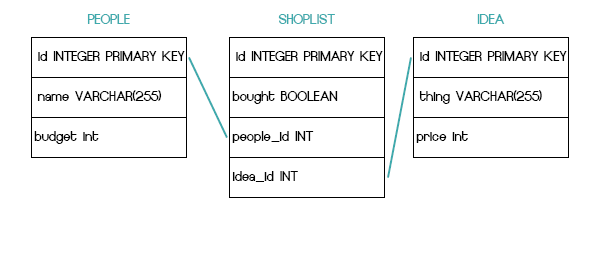 PEOPLE
id INTEGER PRIMARY KEY
name VARCHAR(255)
budget int
SHOPLIST
id INTEGER PRIMARY KEY
bought BOOLEAN
people_id INT
idea_id INT
IDEA
id INTEGER PRIMARY KEY
thing VARCHAR(255)
price int